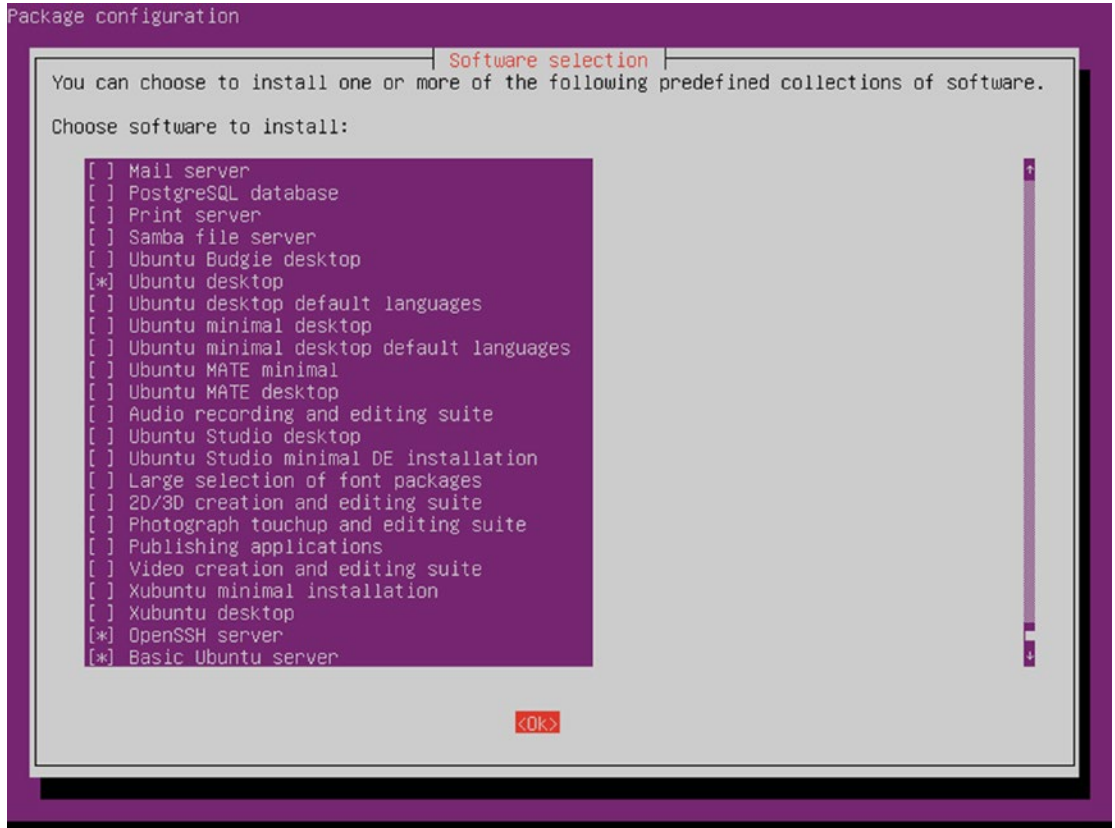 Package configuration
Software selection
You can choose to install one or more of the following predefined collections of software.
Choose software to install:
[ ] Mail server
[ ] PostgreSQL database
[ ] Print server
[ ] Samba file server
[ ] Ubuntu Budgie desktop
[*] Ubuntu desktop
[ ] Ubuntu desktop default languages
[ ] Ubuntu minimal desktop
[ ] Ubuntu minimal desktop default languages
[ ] Ubuntu MATE minimal
[ ] Ubuntu MATE desktop
[ ] Audio recording and editing suite
[ ] Ubuntu Studio desktop
[ ] Ubuntu Studio minimal DE installation
[ ] Large selection of font packages
[ ] 2D/3D creation and editing suite
[ ] Photograph touchup and editing suite
[ ] Publishing applications
[ ] Video creation and editing suite
[ ] Xubuntu minimal installation
[ ] Xubuntu desktop
[*] OpenSSH server
[*] Basic Ubuntu server
<Ok>